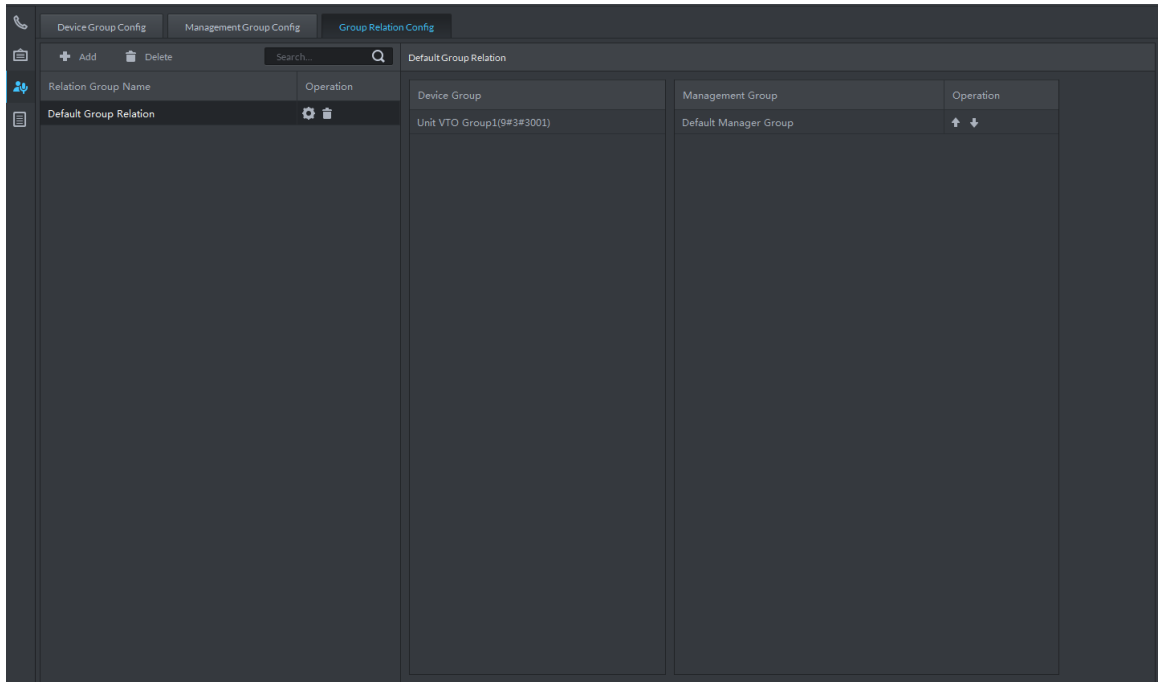 Device Group Config Management Group Config Group Relation Config
Add Delete Search... Default Group Relation
Relation Group Name Operation
Device Group Management Group Operation
Default Group Relation
Unit VTO Group1(9#3#3001) Default Manager Group